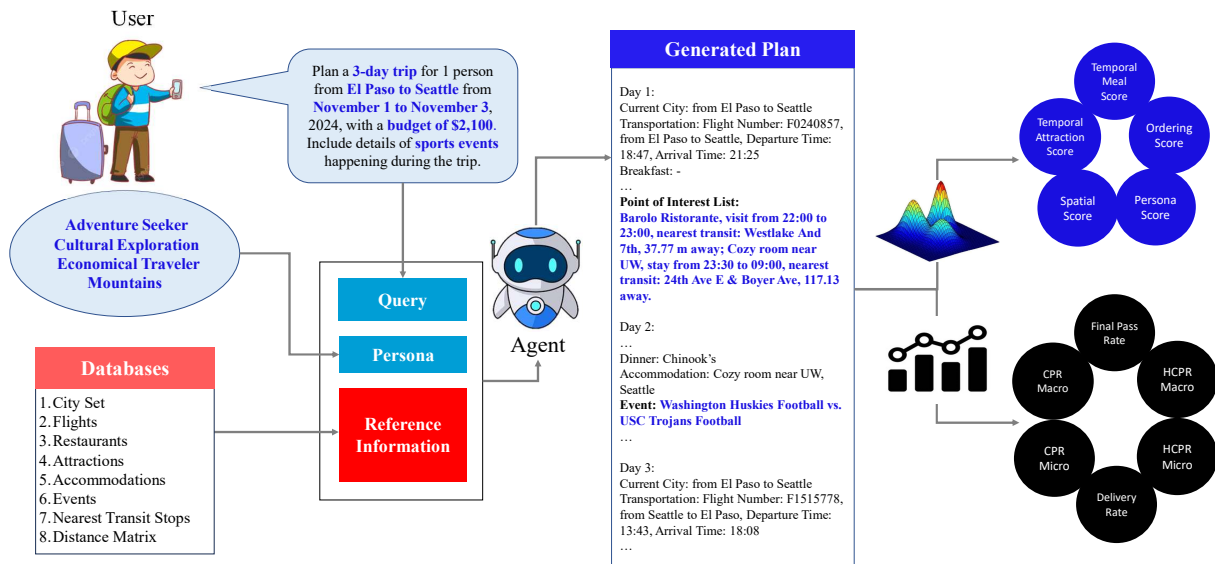 User
Plan a 3-day trip for 1 person
from El Paso to Seattle from
November 1 to November 3,
2024, with a budget of $2,100.
Include details of sports events
happening during the trip.
Adventure Seeker
Cultural Exploration
Economical Traveler
Mountains
Databases
1. City Set
2. Flights
3. Restaurants
4. Attractions
5. Accommodations
6. Events
7. Nearest Transit Stops
8. Distance Matrix
Query
Persona
Reference
Information
Agent
Generated Plan
Day 1:
Current City: from El Paso to Seattle
Transportation: Flight Number: F0240857,
from El Paso to Seattle, Departure Time:
18:47, Arrival Time: 21:25
Breakfast: -
…
Point of Interest List:
Barolo Ristorante, visit from 22:00 to
23:00, nearest transit: Westlake And
7th, 37.77 m away; Cozy room near
UW, stay from 23:30 to 09:00, nearest
transit: 24th Ave E & Boyer Ave, 117.13
away.
Day 2:
…
Dinner: Chinook's
Accommodation: Cozy room near UW,
Seattle
Event: Washington Huskies Football vs.
USC Trojans Football
…
Day 3:
Current City: from El Paso to Seattle
Transportation: Flight Number: F1515778,
from Seattle to El Paso, Departure Time:
13:43, Arrival Time: 18:08
…
Temporal
Meal
Score
Temporal
Attraction
Score
Ordering
Score
Spatial
Score
Persona
Score
Final Pass
Rate
CPR
Macro
HCPR
Macro
CPR
Micro
HCPR
Micro
Delivery
Rate